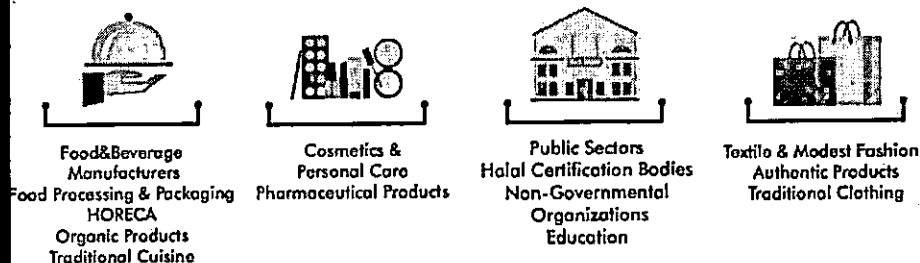 Food&Beverage
Manufacturers
Food Processing & Packaging
HORECA
Organic Products
Traditional Cuisine
Cosmetics &
Personal Care
Pharmaceutical Products
Public Sectors
Halal Certification Bodies
Non-Governmental
Organizations
Education
Textile & Modest Fashion
Authentic Products
Traditional Clothing